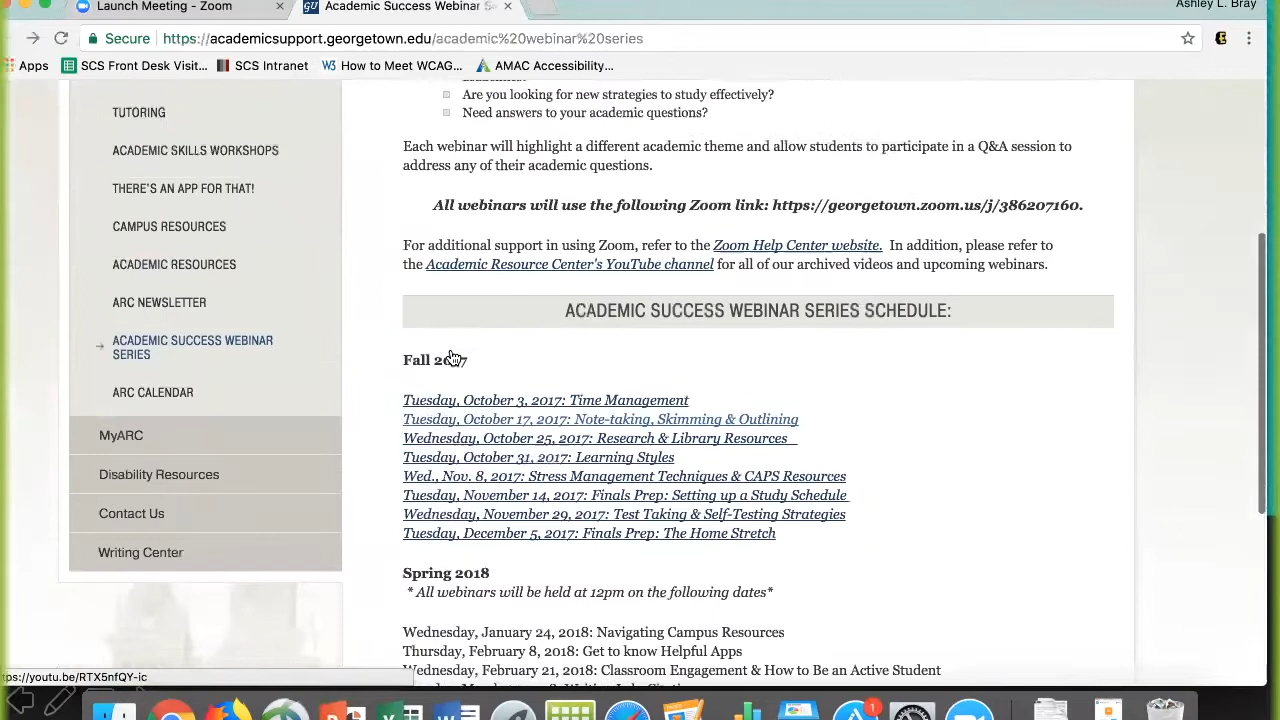 Launch Meeting - Zoom
Academic Success Webinar S
Ashley L. Bray
Secure
https://academicsupport.georgetown.edu/academic%20webinar%20series
Apps
SCS Front Desk Visit...
SCS Intranet
How to Meet WCAG...
AMAC Accessibility...
TUTORING
ACADEMIC SKILLS WORKSHOPS
THERE'S AN APP FOR THAT!
CAMPUS RESOURCES
ACADEMIC RESOURCES
ARC NEWSLETTER
ACADEMIC SUCCESS WEBINAR
SERIES
ARC CALENDAR
MyARC
Disability Resources
Contact Us
Writing Center
Are you looking for new strategies to study effectively?
Need answers to your academic questions?
Each webinar will highlight a different academic theme and allow students to participate in a Q&A session to
address any of their academic questions.
All webinars will use the following Zoom link: https://georgetown.zoom.us/j/386207160.
For additional support in using Zoom, refer to the Zoom Help Center website. In addition, please refer to
the Academic Resource Center's YouTube channel for all of our archived videos and upcoming webinars.
ACADEMIC SUCCESS WEBINAR SERIES SCHEDULE:
Fall 2017
Tuesday, October 3, 2017: Time Management
Tuesday, October 17, 2017: Note-taking, Skimming & Outlining
Wednesday, October 25, 2017: Research & Library Resources
Tuesday, October 31, 2017: Learning Styles
Wed., Nov. 8, 2017: Stress Management Techniques & CAPS Resources
Tuesday, November 14, 2017: Finals Prep: Setting up a Study Schedule
Wednesday, November 29, 2017: Test Taking & Self-Testing Strategies
Tuesday, December 5, 2017: Finals Prep: The Home Stretch
Spring 2018
* All webinars will be held at 12pm on the following dates*
Wednesday, January 24, 2018: Navigating Campus Resources
Thursday, February 8, 2018: Get to know Helpful Apps
Wednesday, February 21, 2018: Classroom Engagement & How to Be an Active Student
tps://youtu.be/RTX5nfQY-ic
1